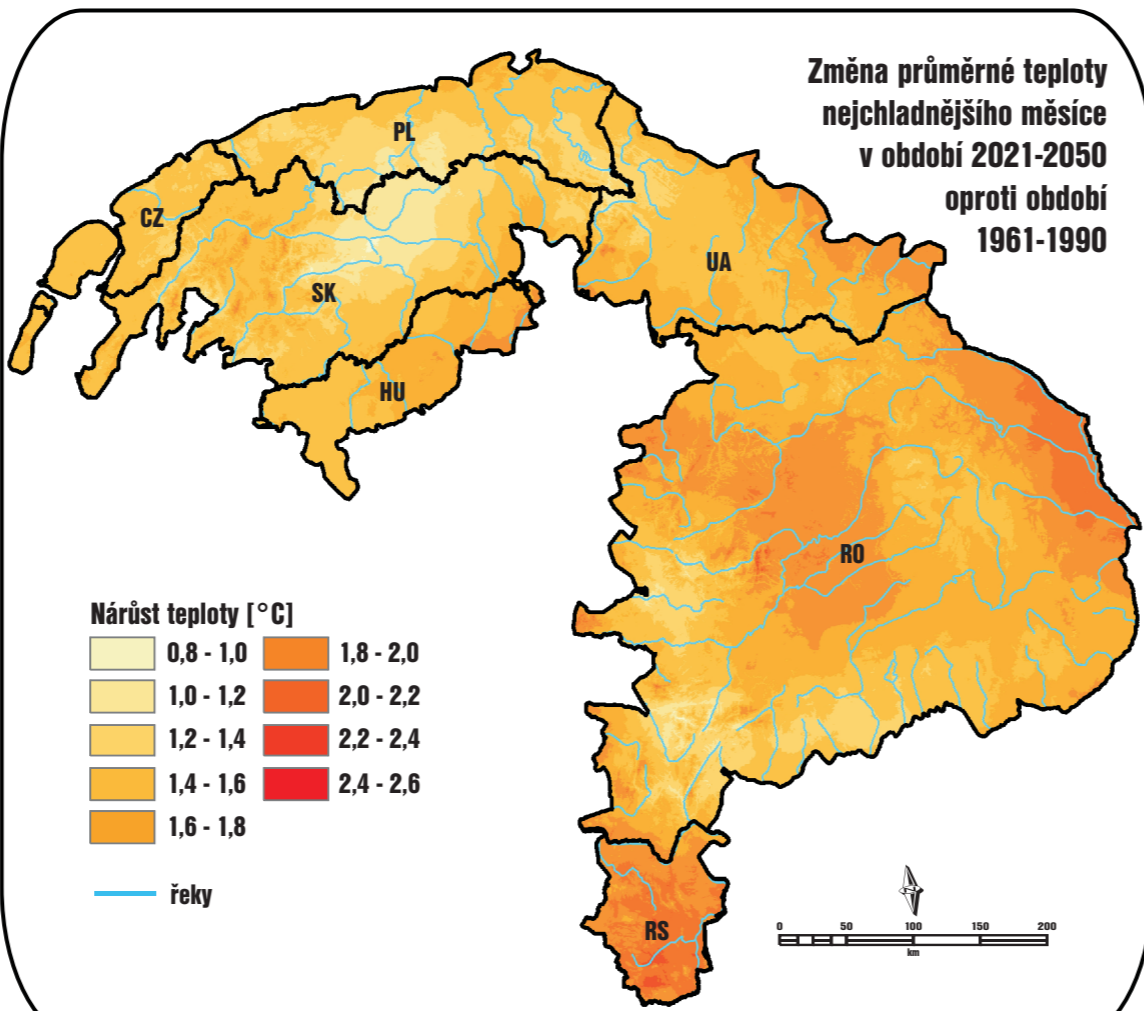 Změna průměrné teploty
nejchladnějšího měsíce
v období 2021-2050
oproti období
1961-1990
PL
CZ
UA
SK
HU
RO
RS
Nárůst teploty [°C]
0,8 - 1,0
1,0 - 1,2
1,2 - 1,4
1,4 - 1,6
1,6 - 1,8
1,8 - 2,0
2,0 - 2,2
2,2 - 2,4
2,4 - 2,6
řeky
0 50 100 150 200
km